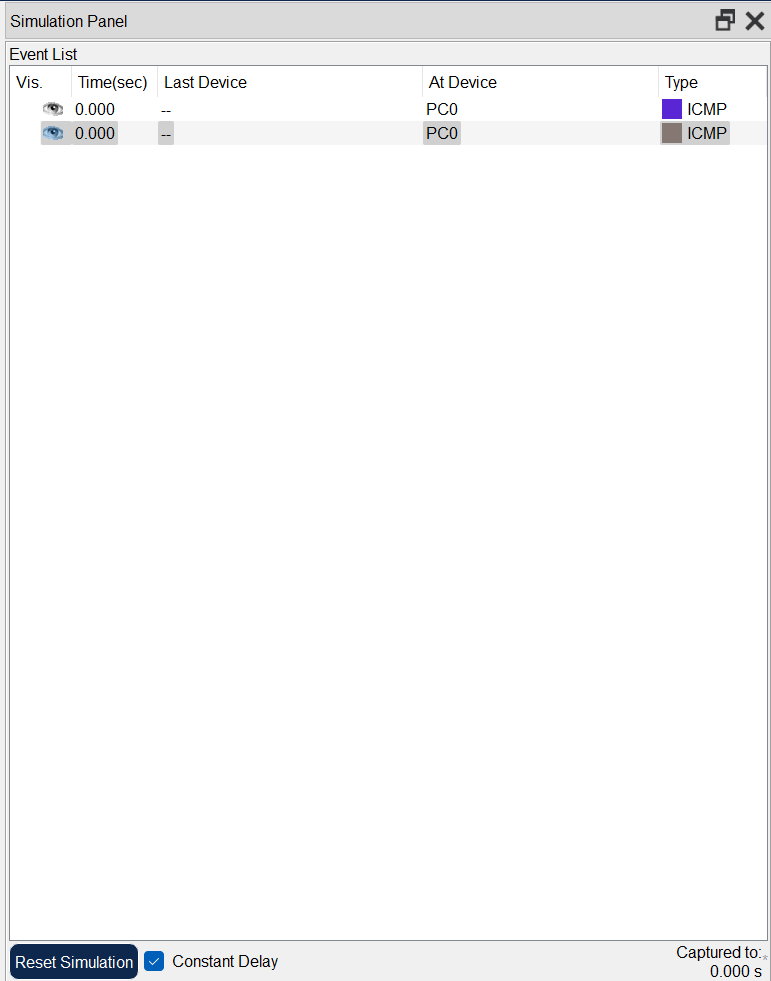 Simulation Panel
Event List
Vis. Time(sec) Last Device At Device Type
0.000 -- PC0 ICMP
0.000 -- PC0 ICMP
Reset Simulation Constant Delay Captured to:*
0.000 s